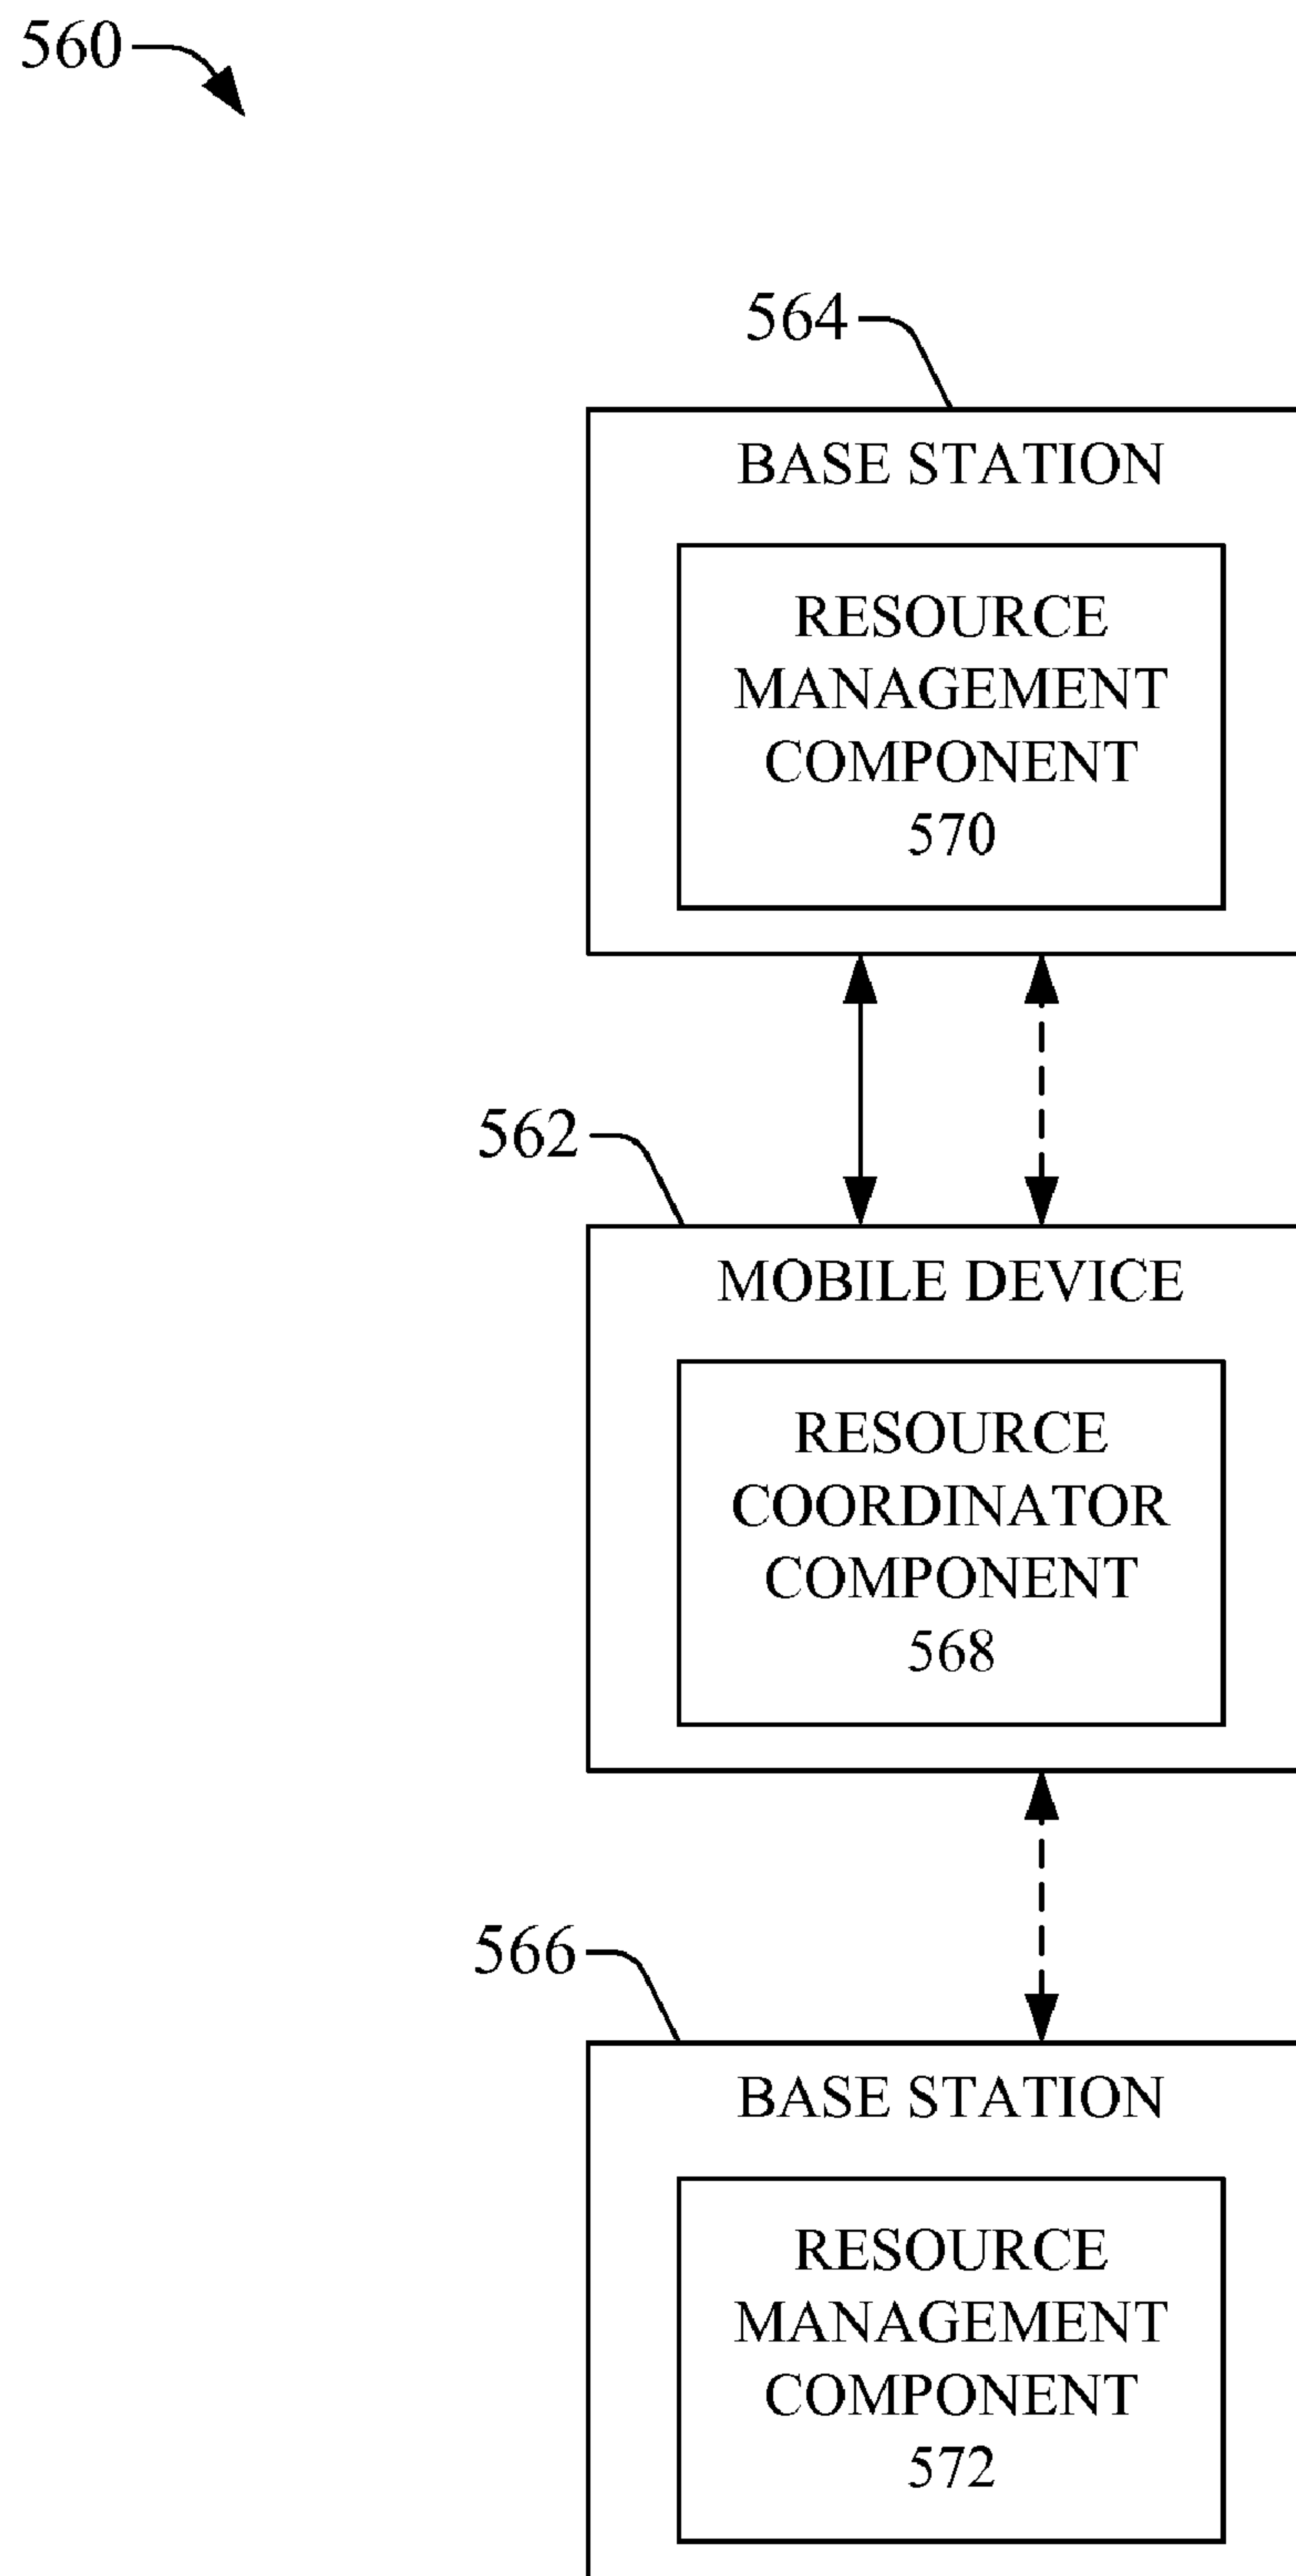 560
564
BASE STATION
RESOURCE
MANAGEMENT
COMPONENT
570
562
MOBILE DEVICE
RESOURCE
COORDINATOR
COMPONENT
568
566
BASE STATION
RESOURCE
MANAGEMENT
COMPONENT
572